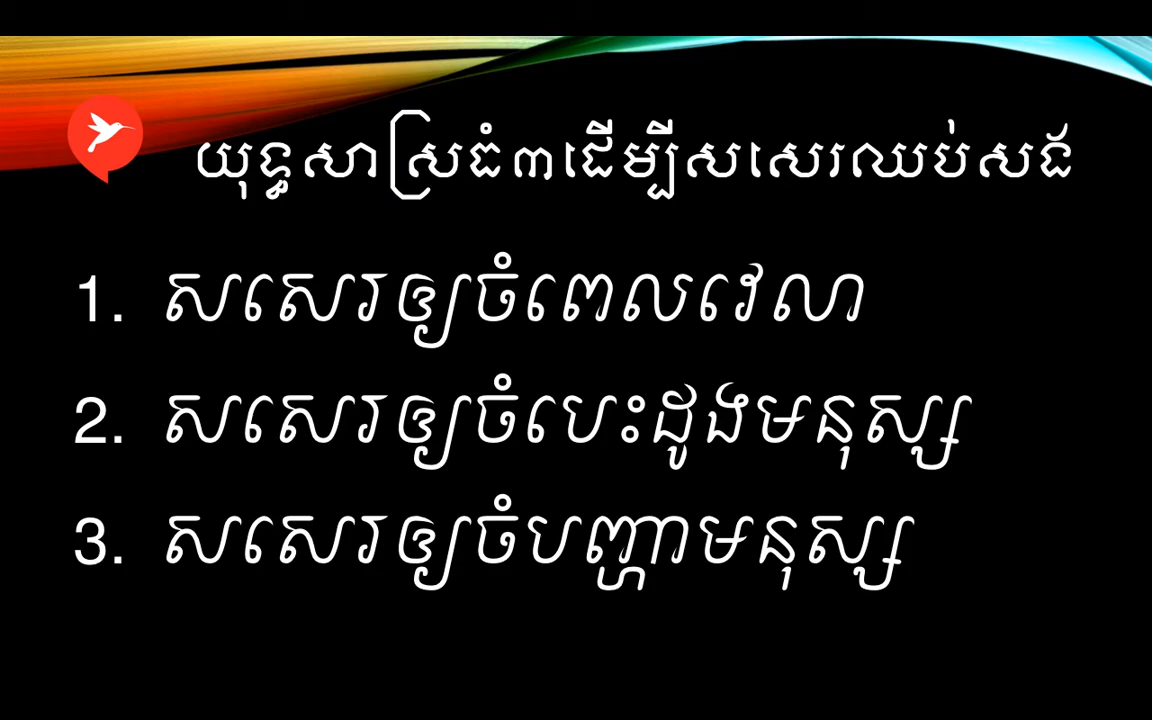 យុទ្ធសាស្រធំ៣ដើម្បីសសេរឈប់សង៎
1. សសេរឲ្យចំពេលវេលា
2. សសេរឲ្យចំបេះដូងមនុស្ស
3. សសេរឲ្យចំបញ្ហាមនុស្ស